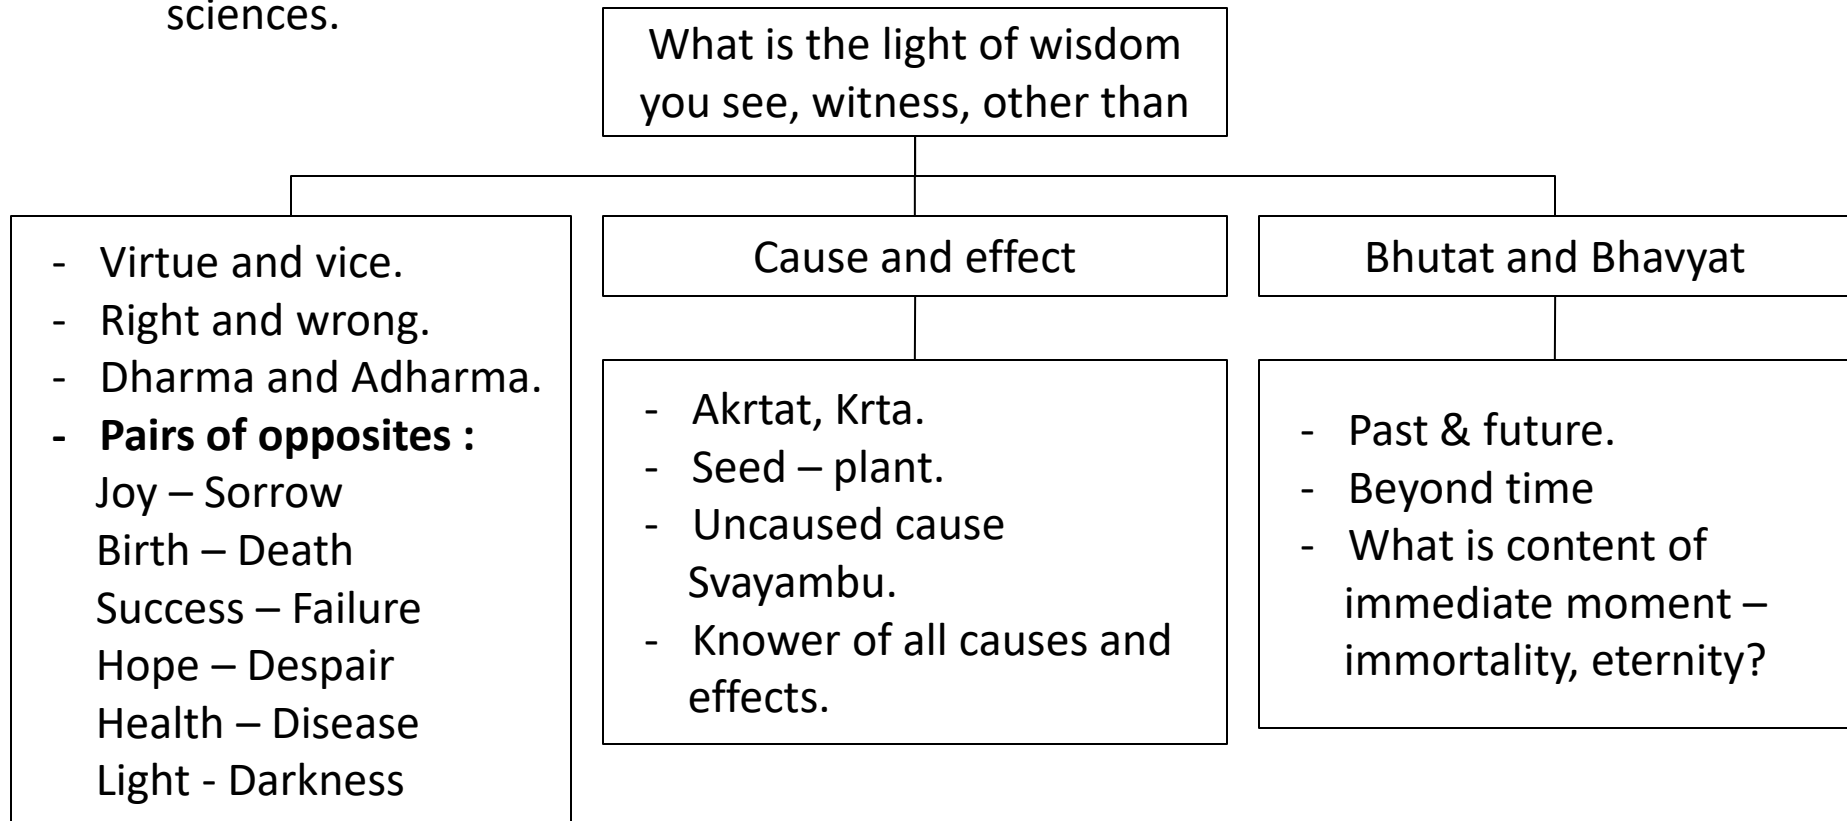 sciences.
What is the light of wisdom
you see, witness, other than
- Virtue and vice.
- Right and wrong.
- Dharma and Adharma.
- Pairs of opposites :
Joy – Sorrow
Birth – Death
Success – Failure
Hope – Despair
Health – Disease
Light - Darkness
Cause and effect
- Akrtat, Krta.
- Seed – plant.
- Uncaused cause
Svayambu.
- Knower of all causes and
effects.
Bhutat and Bhavyat
- Past & future.
- Beyond time
- What is content of
immediate moment –
immortality, eternity?